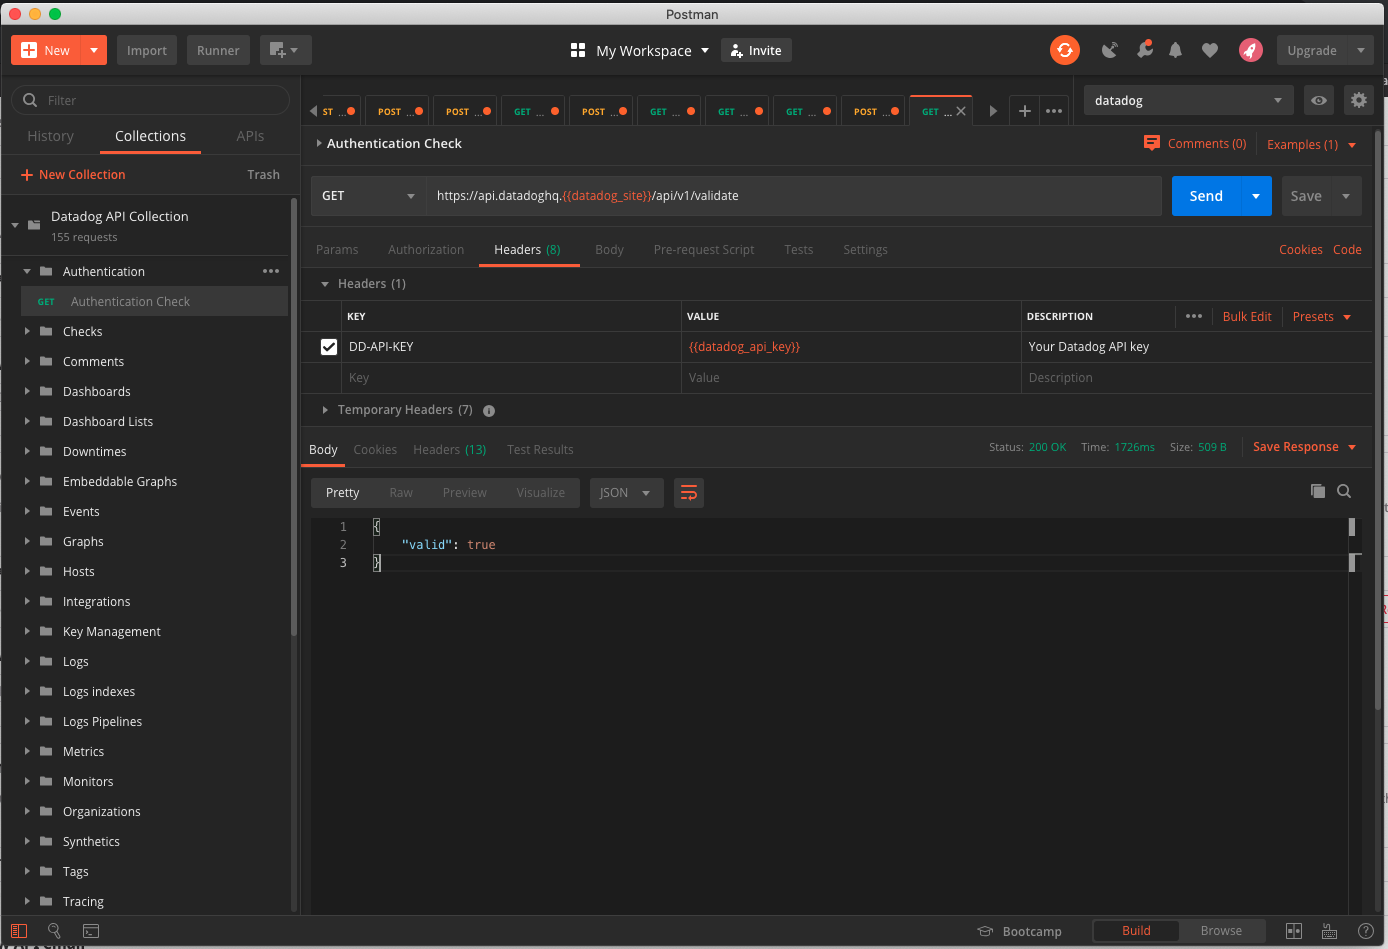 Postman
New Import Runner My Workspace Invite Upgrade
Filter
History Collections APIs
New Collection Trash
Datadog API Collection
155 requests
Authentication
GET Authentication Check
Checks
Comments
Dashboards
Dashboard Lists
Downtimes
Embeddable Graphs
Events
Graphs
Hosts
Integrations
Key Management
Logs
Logs indexes
Logs Pipelines
Metrics
Monitors
Organizations
Synthetics
Tags
Tracing
ST ... POST ... POST ... GET ... POST ... GET ... GET ... GET ... POST ... GET ...
datadog
Authentication Check Comments (0) Examples (1)
GET https://api.datadoghq.{{datadog_site}}/api/v1/validate Send Save
Params Authorization Headers (8) Body Pre-request Script Tests Settings Cookies Code
Headers (1)
KEY VALUE DESCRIPTION Bulk Edit Presets
DD-API-KEY {{datadog_api_key}} Your Datadog API key
Key Value Description
Temporary Headers (7)
Body Cookies Headers (13) Test Results Status: 200 OK Time: 1726ms Size: 509 B Save Response
Pretty Raw Preview Visualize JSON
1 {
2 "valid": true
3 }
Bootcamp Build Browse